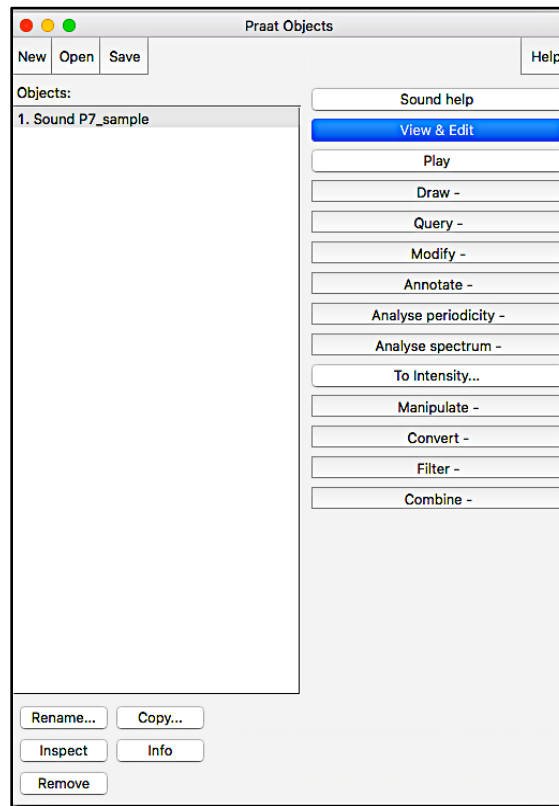 Praat Objects
New Open Save Help
Objects:
1. Sound P7_sample
Sound help
View & Edit
Play
Draw -
Query -
Modify -
Annotate -
Analyse periodicity -
Analyse spectrum -
To Intensity...
Manipulate -
Convert -
Filter -
Combine -
Rename... Copy...
Inspect Info
Remove